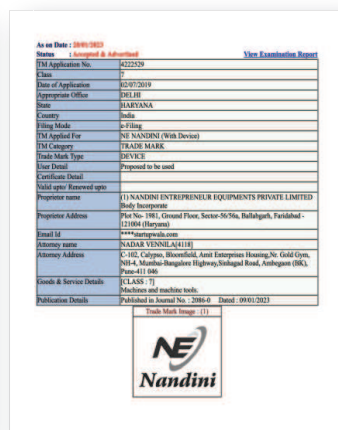 As on Date : 20/01/2023
Status : Accepted & Advertised View Examination Report
TM Application No. 4222529
Class 7
Date of Application 02/07/2019
Appropriate Office DELHI
State HARYANA
Country India
Filing Mode e-Filing
TM Applied For NE NANDINI (With Device)
TM Category TRADE MARK
Trade Mark Type DEVICE
User Detail Proposed to be used
Certificate Detail
Valid upto/ Renewed upto
Proprietor name (1) NANDINI ENTREPRENEUR EQUIPMENTS PRIVATE LIMITED
Body Incorporate
Proprietor Address Plot No- 1981, Ground Floor, Sector-56/56a, Ballabgarh, Faridabad -
121004 (Haryana)
Email Id ****startupwala.com
Attorney name NADAR VENNILA[4118]
Attorney Address C-102, Calypso, Bloomfield, Amit Enterprises Housing,Nr. Gold Gym,
NH-4, Mumbai-Bangalore Highway,Sinhagad Road, Ambegaon (BK),
Pune-411 046
Goods & Service Details [CLASS : 7]
Machines and machine tools.
Publication Details Published in Journal No. : 2086-0 Dated : 09/01/2023
Trade Mark Image : (1)
NE
Nandini